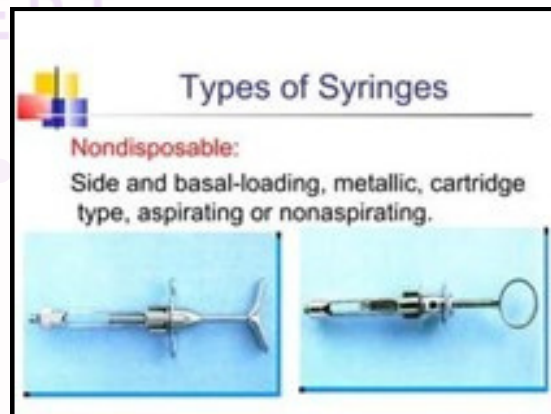 Types of Syringes
Nondisposable:
Side and basal-loading, metallic, cartridge
type, aspirating or nonaspirating.